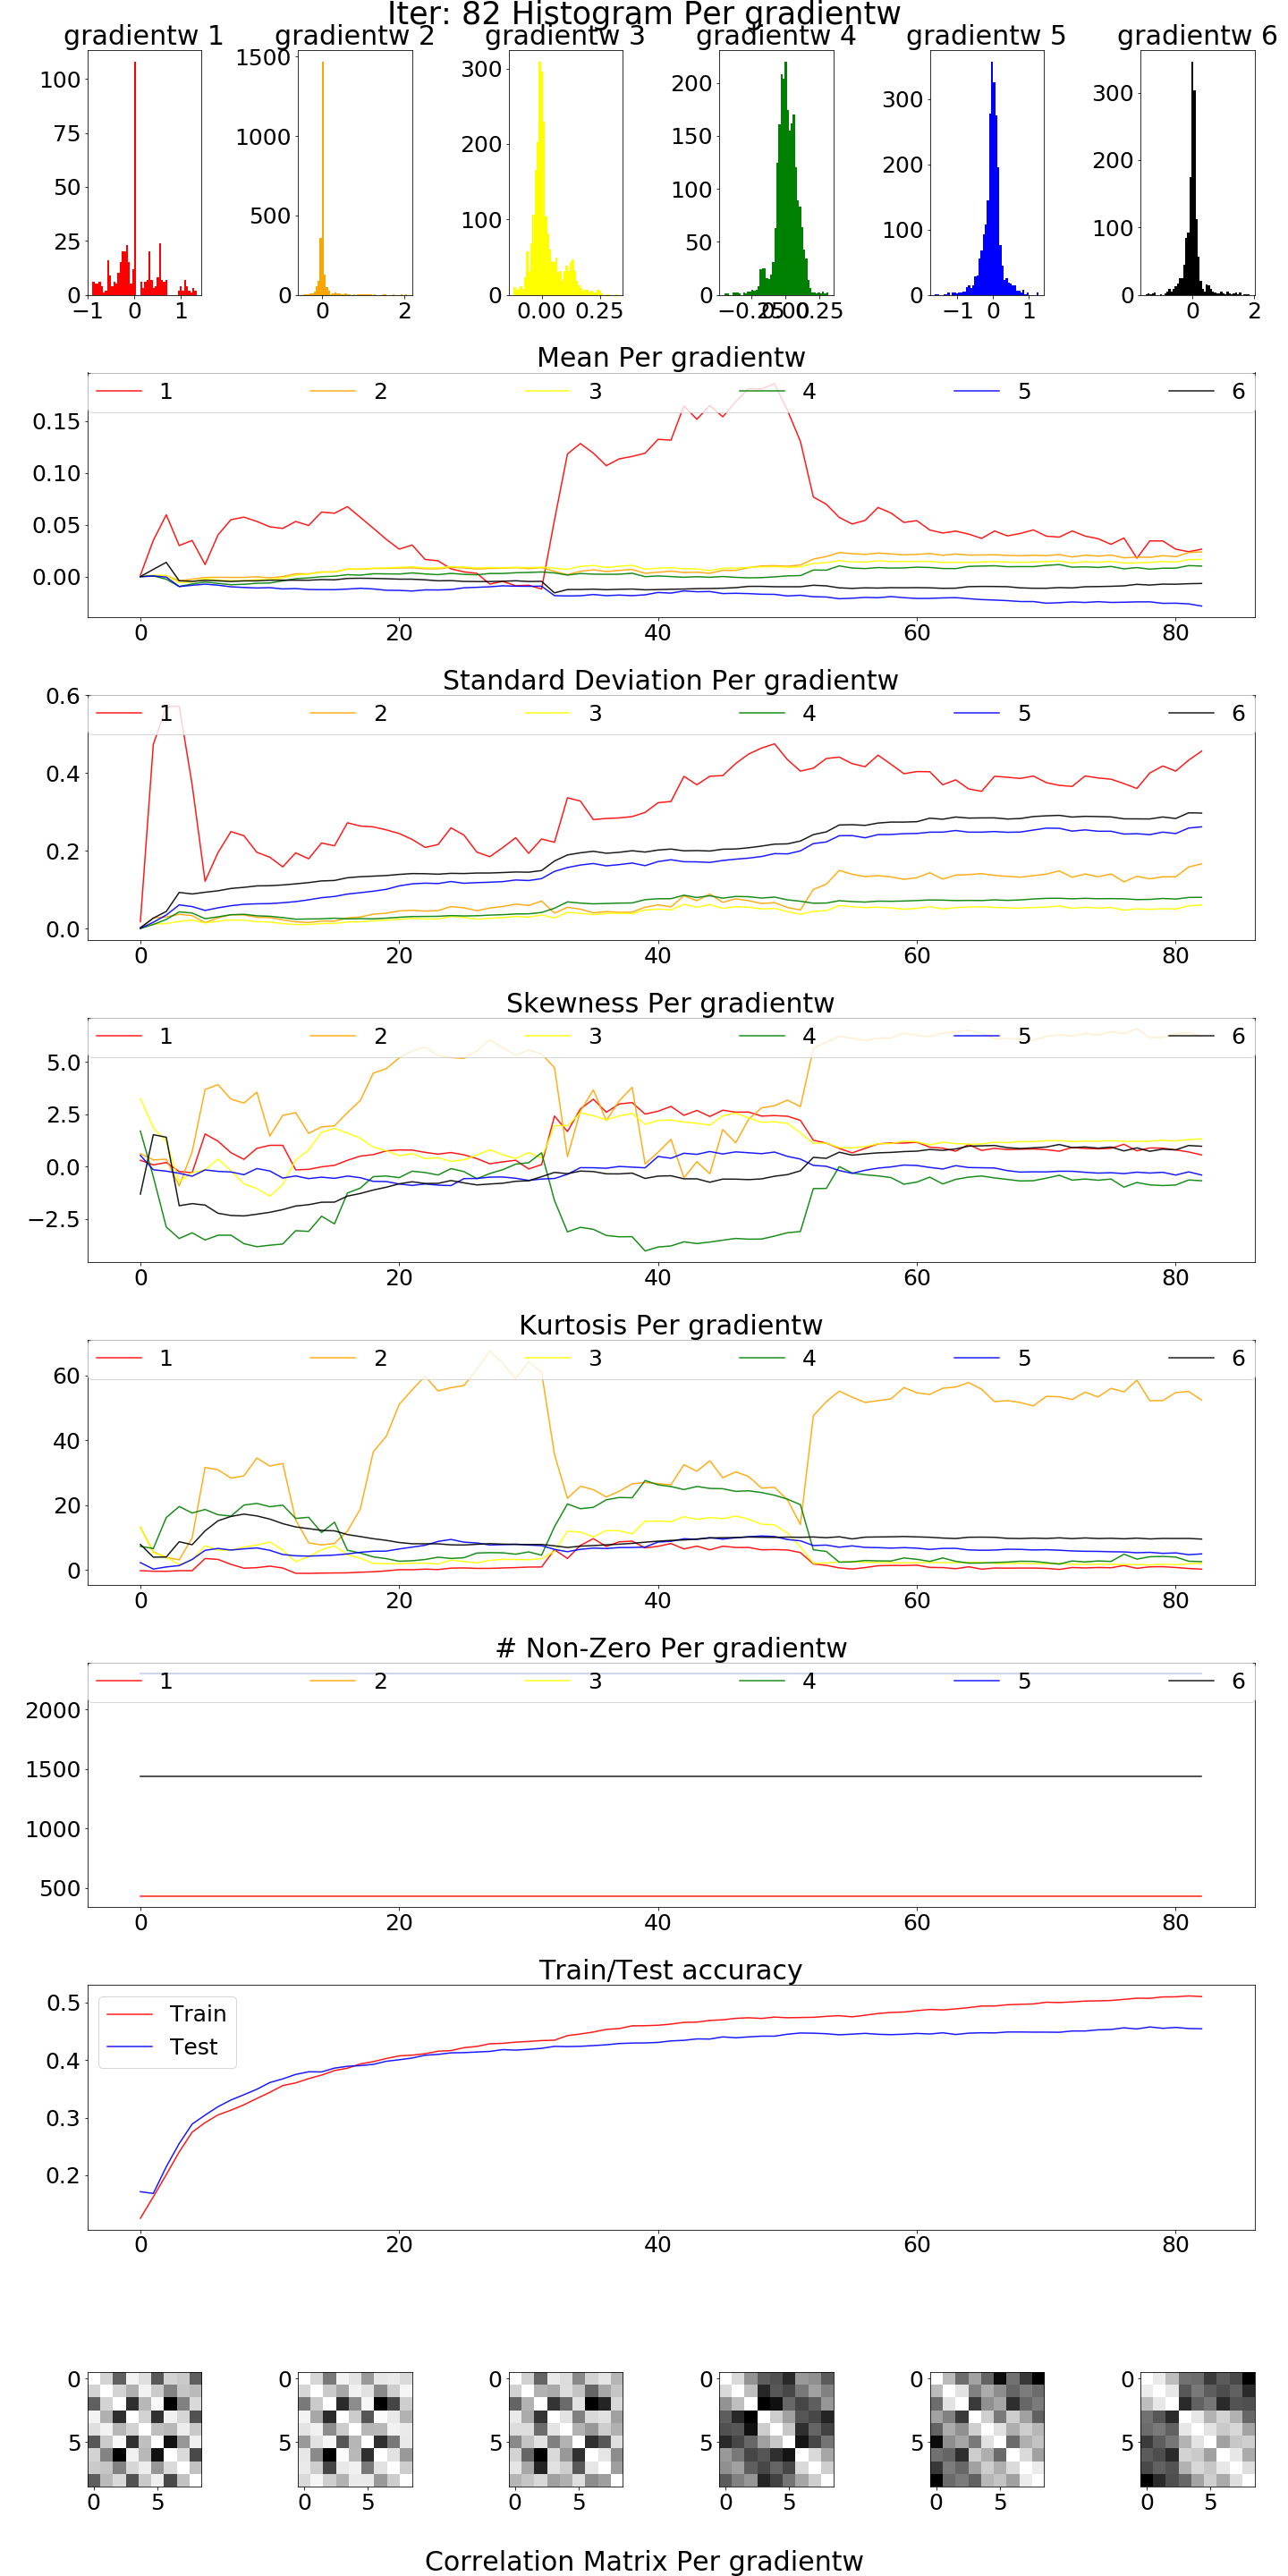 Iter: 82 Histogram Per gradientw
gradientw 1 gradientw 2 gradientw 3 gradientw 4 gradientw 5 gradientw 6
100 1500 300 200 300 300
75 1000 200 150 200 200
50 500 100 100 100 100
25 0 0 50 0 0
0 0
−1 0 1 0 2 0.00 0.25 −0.25 0.00 0.25 −1 0 1 0 2
Mean Per gradientw
1 2 3 4 5 6
0.15
0.10
0.05
0.00
0 20 40 60 80
Standard Deviation Per gradientw
0.6
1 2 3 4 5 6
0.4
0.2
0.0
0 20 40 60 80
Skewness Per gradientw
1 2 3 4 5 6
5.0
2.5
0.0
−2.5
0 20 40 60 80
Kurtosis Per gradientw
1 2 3 4 5 6
60
40
20
0
0 20 40 60 80
# Non-Zero Per gradientw
1 2 3 4 5 6
2000
1500
1000
500
0 20 40 60 80
Train/Test accuracy
0.5
Train
Test
0.4
0.3
0.2
0 20 40 60 80
0 0 0 0 0 0
5 5 5 5 5 5
0 5 0 5 0 5 0 5 0 5 0 5
Correlation Matrix Per gradientw